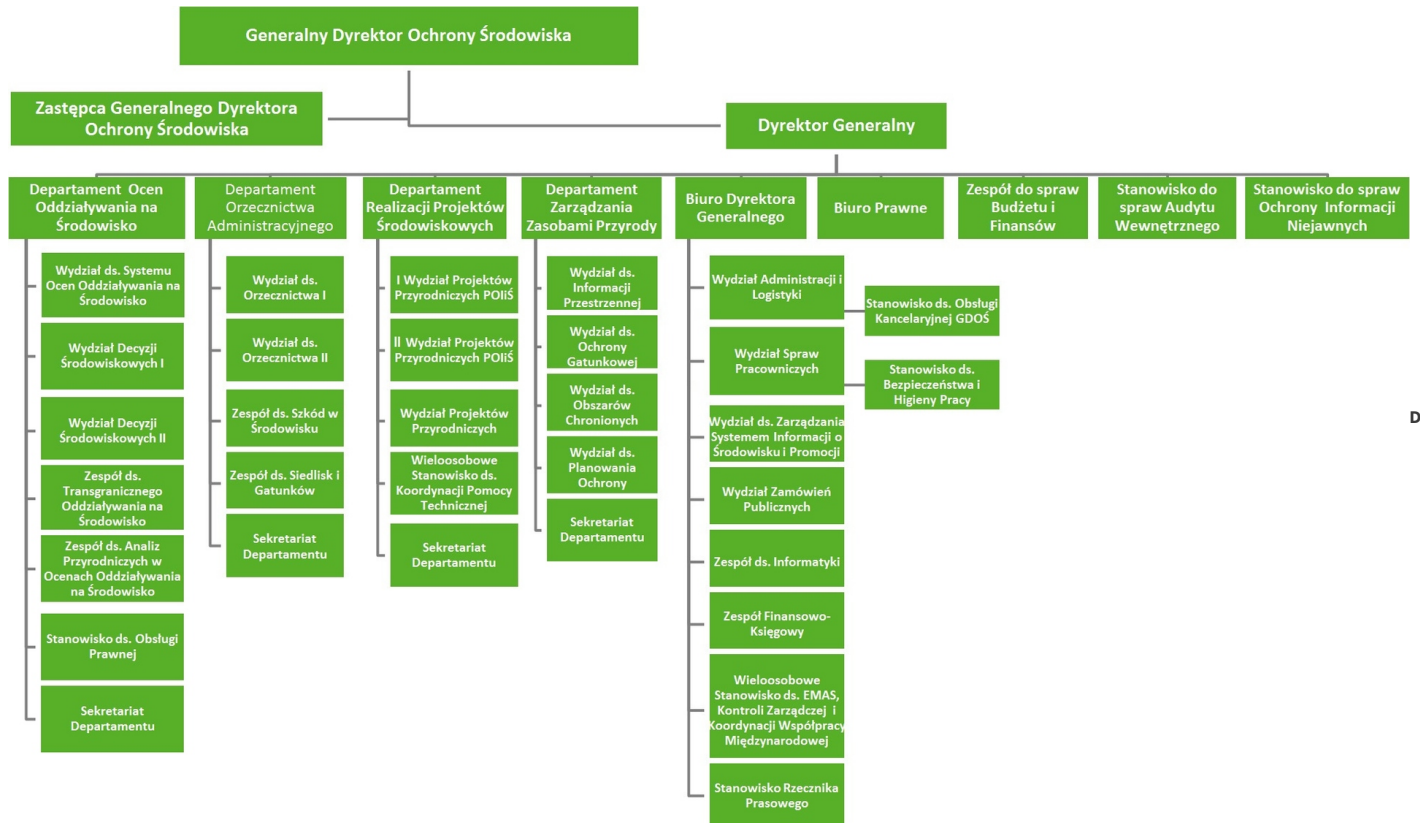 Generalny Dyrektor Ochrony Środowiska
Zastępca Generalnego Dyrektora
Ochrony Środowiska
Dyrektor Generalny
Departament Ocen
Oddziaływania na
Środowisko
Departament
Orzecznictwa
Administracyjnego
Departament
Realizacji Projektów
Środowiskowych
Departament
Zarządzania
Zasobami Przyrody
Biuro Dyrektora
Generalnego
Biuro Prawne
Zespół do spraw
Budżetu i
Finansów
Stanowisko do
spraw Audytu
Wewnętrznego
Stanowisko do spraw
Ochrony Informacji
Niejawnych
Wydział ds. Systemu
Ocen Oddziaływania na
Środowisko
Wydział Decyzji
Środowiskowych I
Wydział Decyzji
Środowiskowych II
Zespół ds.
Transgranicznego
Oddziaływania na
Środowisko
Zespół ds. Analiz
Przyrodniczych w
Ocenach Oddziaływania
na Środowisko
Stanowisko ds. Obsługi
Prawnej
Sekretariat
Departamentu
Wydział ds.
Orzecznictwa I
Wydział ds.
Orzecznictwa II
Zespół ds. Szkód w
Środowisku
Zespół ds. Siedlisk i
Gatunków
Sekretariat
Departamentu
I Wydział Projektów
Przyrodniczych POIiŚ
II Wydział Projektów
Przyrodniczych POIiŚ
Wydział Projektów
Przyrodniczych
Wieloosobowe
Stanowisko ds.
Koordynacji Pomocy
Technicznej
Sekretariat
Departamentu
Wydział ds.
Informacji
Przestrzennej
Wydział ds.
Ochrony
Gatunkowej
Wydział ds.
Obszarów
Chronionych
Wydział ds.
Planowania
Ochrony
Sekretariat
Departamentu
Wydział Administracji i
Logistyki
Stanowisko ds. Obsługi
Kancelaryjnej GDOŚ
Wydział Spraw
Pracowniczych
Stanowisko ds.
Bezpieczeństwa i
Higieny Pracy
Wydział ds. Zarządzania
Systemem Informacji o
Środowisku i Promocji
Wydział Zamówień
Publicznych
Zespół ds. Informatyki
Zespół Finansowo-
Księgowy
Wieloosobowe
Stanowisko ds. EMAS,
Kontroli Zarządczej i
Koordynacji Współpracy
Międzynarodowej
Stanowisko Rzecznika
Prasowego
D